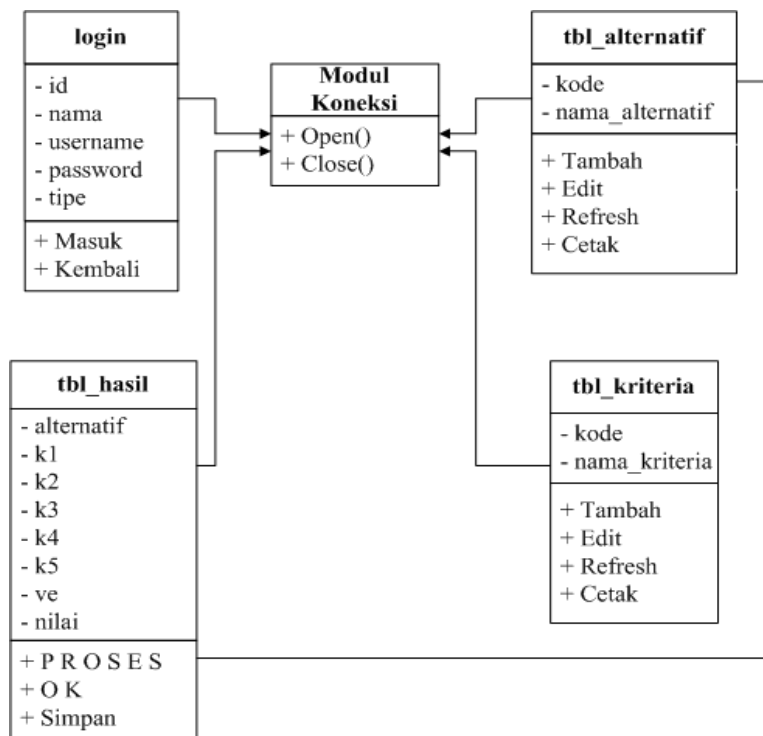 login
- id
- nama
- username
- password
- tipe
+ Masuk
+ Kembali
Modul
Koneksi
+ Open()
+ Close()
tbl_alternatif
- kode
- nama_alternatif
+ Tambah
+ Edit
+ Refresh
+ Cetak
tbl_hasil
- alternatif
- k1
- k2
- k3
- k4
- k5
- ve
- nilai
+ P R O S E S
+ O K
+ Simpan
tbl_kriteria
- kode
- nama_kriteria
+ Tambah
+ Edit
+ Refresh
+ Cetak